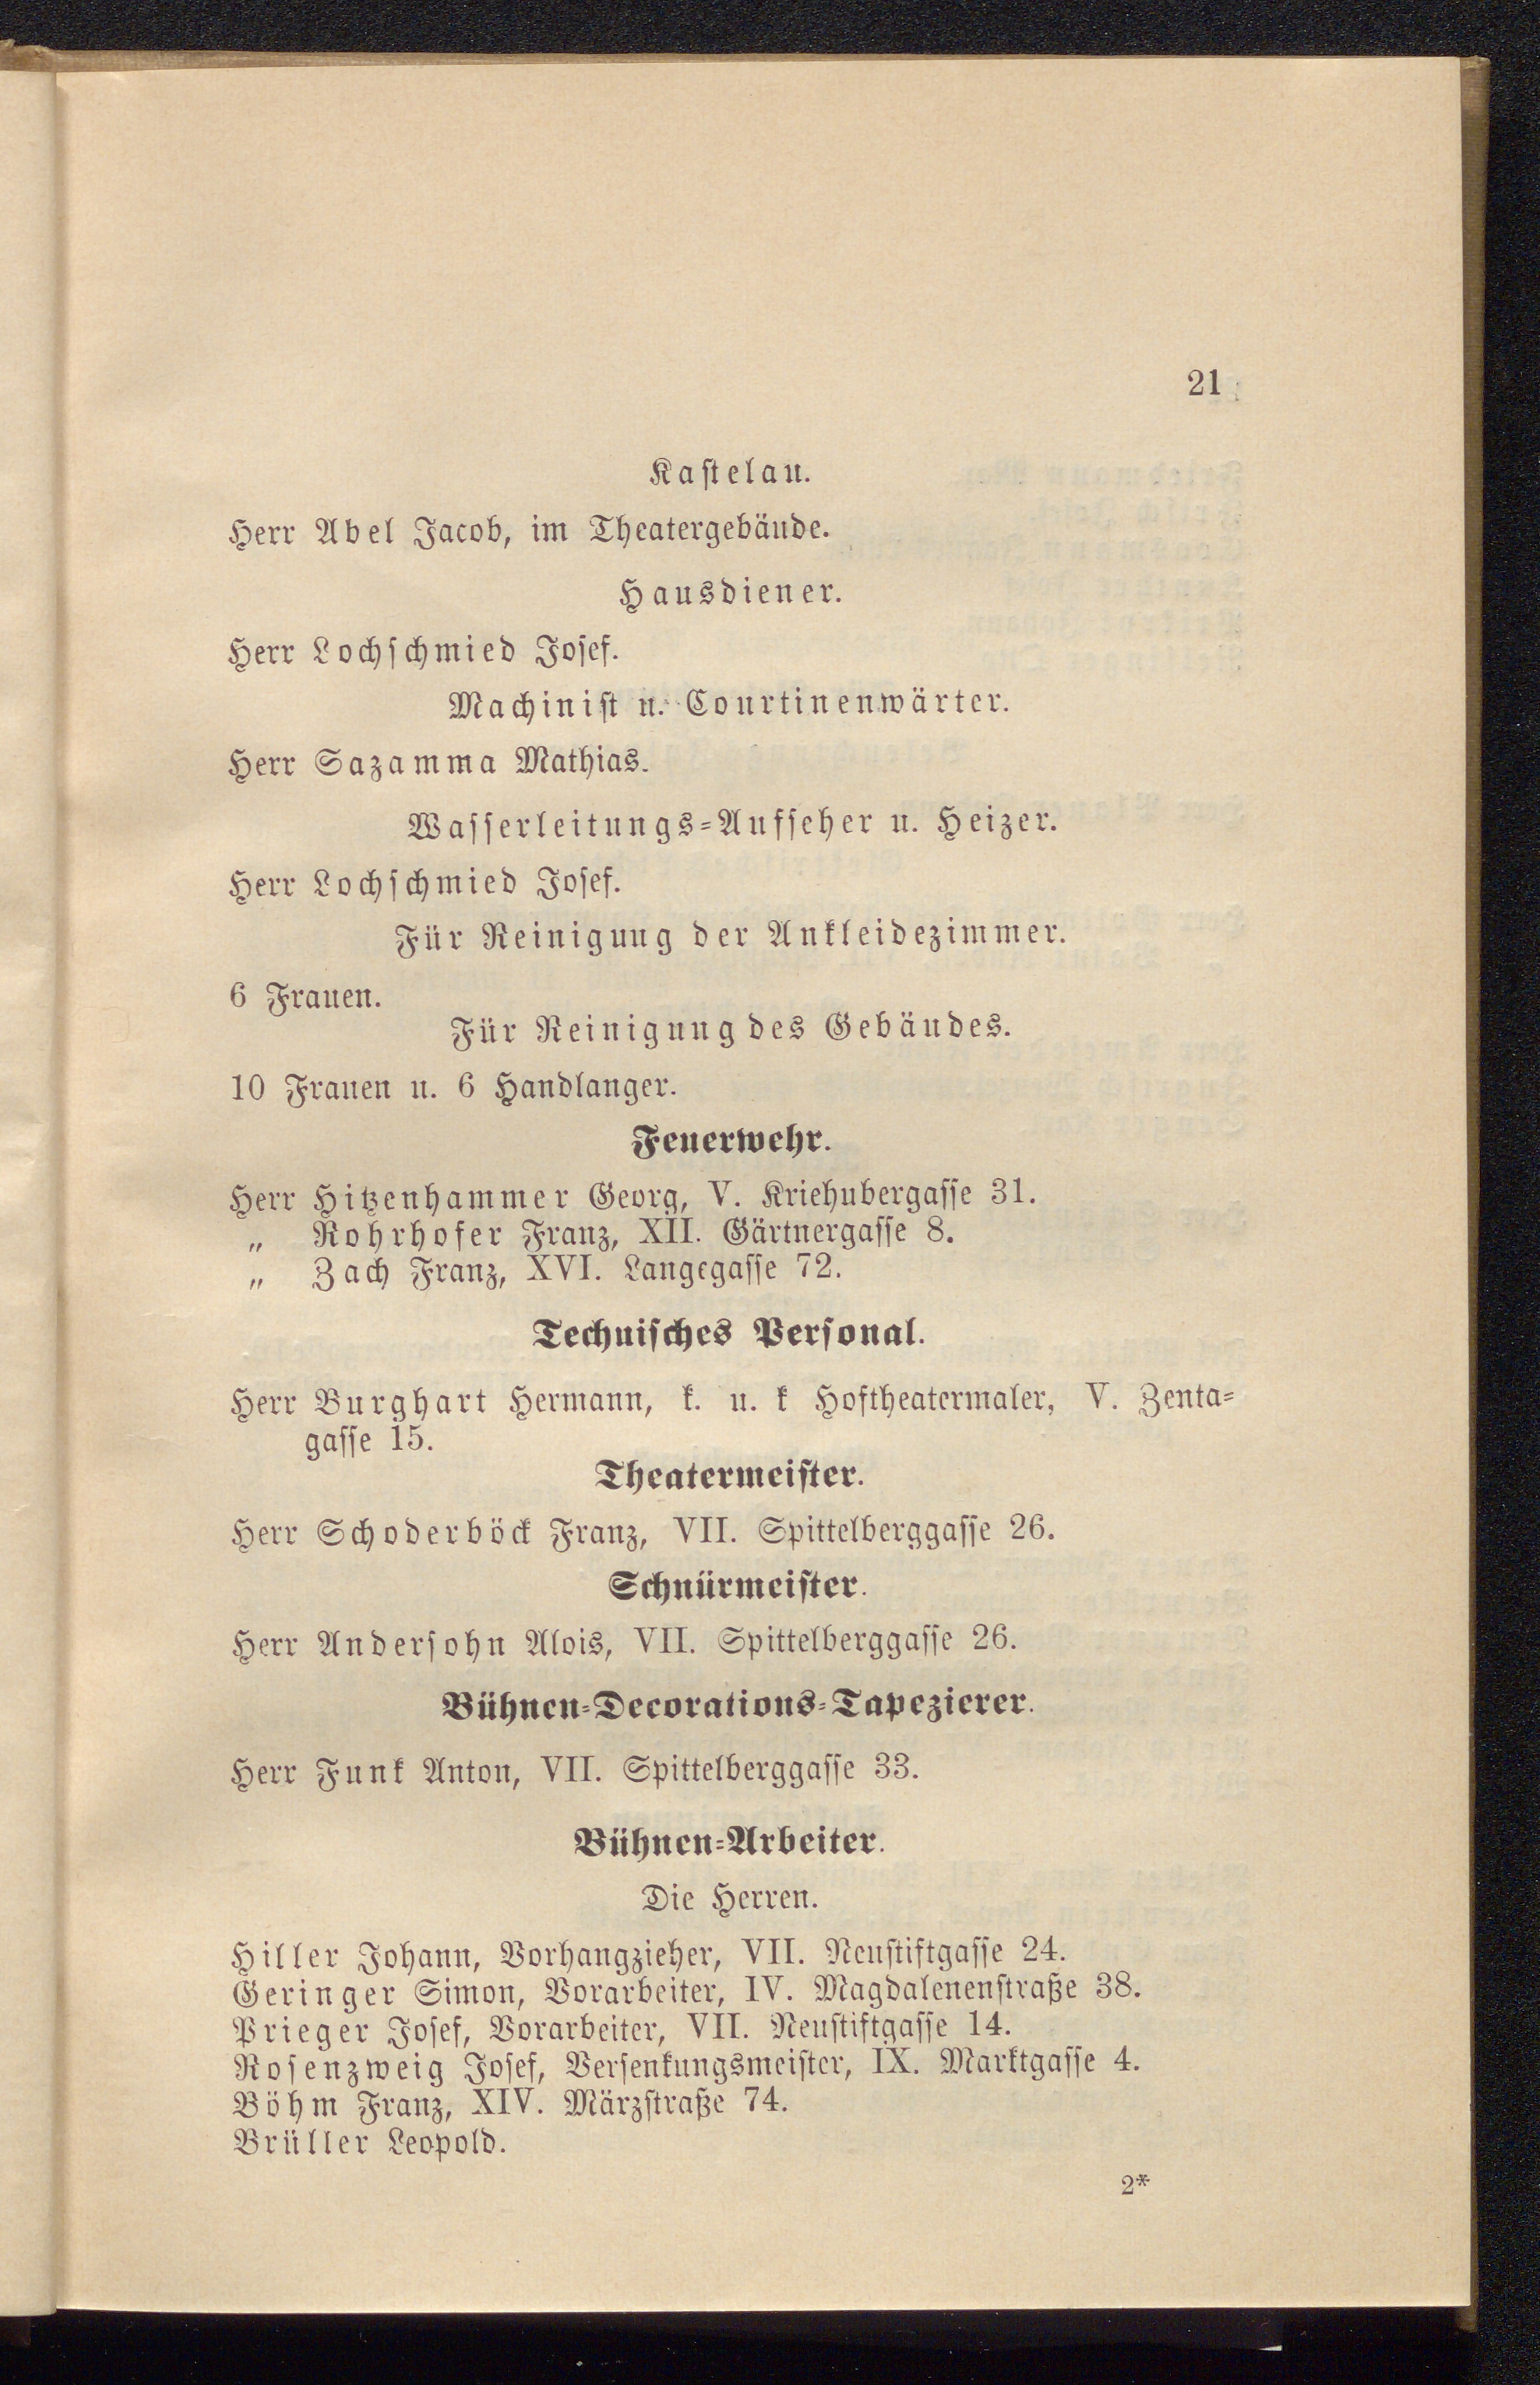 21
Kastelan.
Herr Abel Jacob, im Theatergebäude.
Hausdiener.
Herr Lochschmied Josef.
Machinist u. Courtinenwärter.
Herr Sazamma Mathias.
Wasserleitungs-Aufseher u. Heizer.
Herr Lochschmied Josef.
Für Reinigung der Ankleidezimmer.
6 Frauen.
Für Reinigung des Gebäudes.
10 Frauen u. 6 Handlanger.
Feuerwehr.
Herr Hitzenhammer Georg, V. Kriehubergasse 31.
„ Rohrhofer Franz, XII. Gärtnergasse 8.
„ Zach Franz, XVI. Langegasse 72.
Technisches Personal.
Herr Burghart Hermann, k. u. k Hoftheatermaler, V. Zenta-
gasse 15.
Theatermeister.
Herr Schoderböck Franz, VII. Spittelberggasse 26.
Schnürmeister.
Herr Andersohn Alois, VII. Spittelberggasse 26.
Bühnen-Decorations-Tapezierer.
Herr Funk Anton, VII. Spittelberggasse 33.
Bühnen-Arbeiter.
Die Herren.
Hiller Johann, Vorhangzieher, VII. Neustiftgasse 24.
Geringer Simon, Vorarbeiter, IV. Magdalenenstraße 38.
Prieger Josef, Vorarbeiter, VII. Neustiftgasse 14.
Rosenzweig Josef, Versenkungsmeister, IX. Marktgasse 4.
Böhm Franz, XIV. Märzstraße 74.
Brüller Leopold.
2*